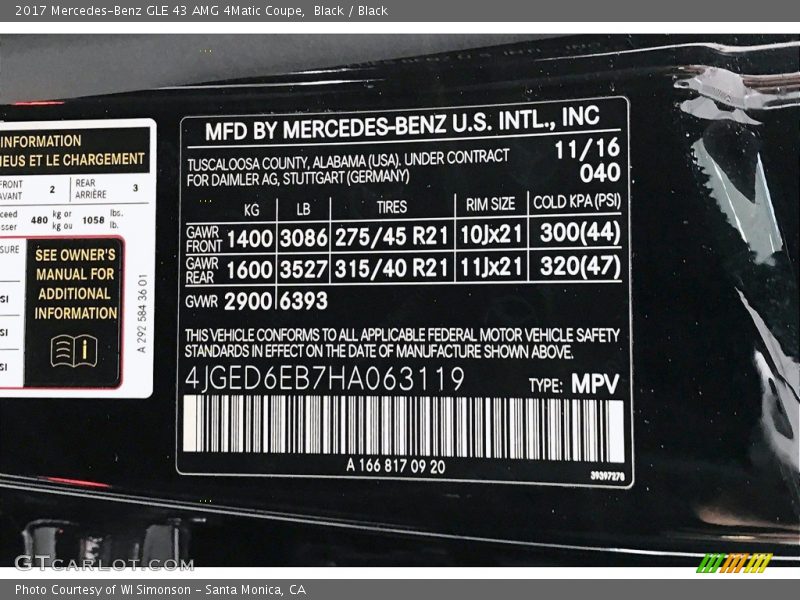 2017 Mercedes-Benz GLE 43 AMG 4Matic Coupe, Black / Black
INFORMATION
NEUS ET LE CHARGEMENT
FRONT 2 REAR 3
AVANT ARRIÈRE
480 kg or 1058 lbs.
kg ou lb.
SEE OWNER'S
MANUAL FOR
ADDITIONAL
INFORMATION
A 292 584 36 01
MFD BY MERCEDES-BENZ U.S. INTL., INC
TUSCALOOSA COUNTY, ALABAMA (USA). UNDER CONTRACT 11/16
FOR DAIMLER AG, STUTTGART (GERMANY) 040
KG LB TIRES RIM SIZE COLD KPA (PSI)
GAWR FRONT 1400 3086 275/45 R21 10Jx21 300(44)
GAWR REAR 1600 3527 315/40 R21 11Jx21 320(47)
GVWR 2900 6393
THIS VEHICLE CONFORMS TO ALL APPLICABLE FEDERAL MOTOR VEHICLE SAFETY
STANDARDS IN EFFECT ON THE DATE OF MANUFACTURE SHOWN ABOVE.
4JGED6EB7HA063119 TYPE: MPV
A 166 817 09 20
39397278
GTCARLOT.COM
Photo Courtesy of WI Simonson - Santa Monica, CA